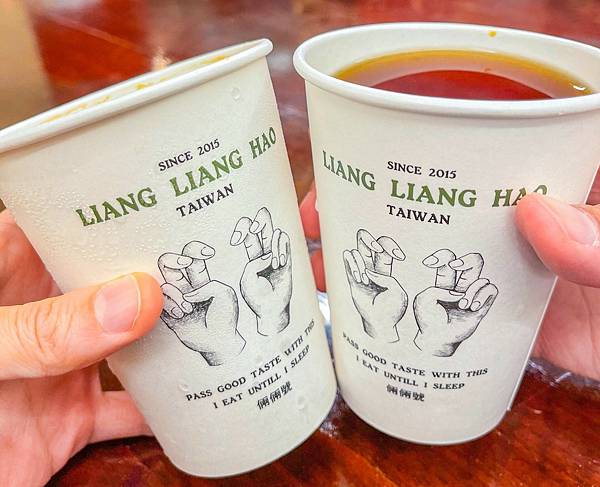 SINCE 2015
LIANG LIANG HAO
TAIWAN
PASS GOOD TASTE WITH THIS
I EAT UNTILL I SLEEP
倆倆號
SINCE 2015
LIANG LIANG HAO
TAIWAN
PASS GOOD TASTE WITH THIS
I EAT UNTILL I SLEEP
倆倆號